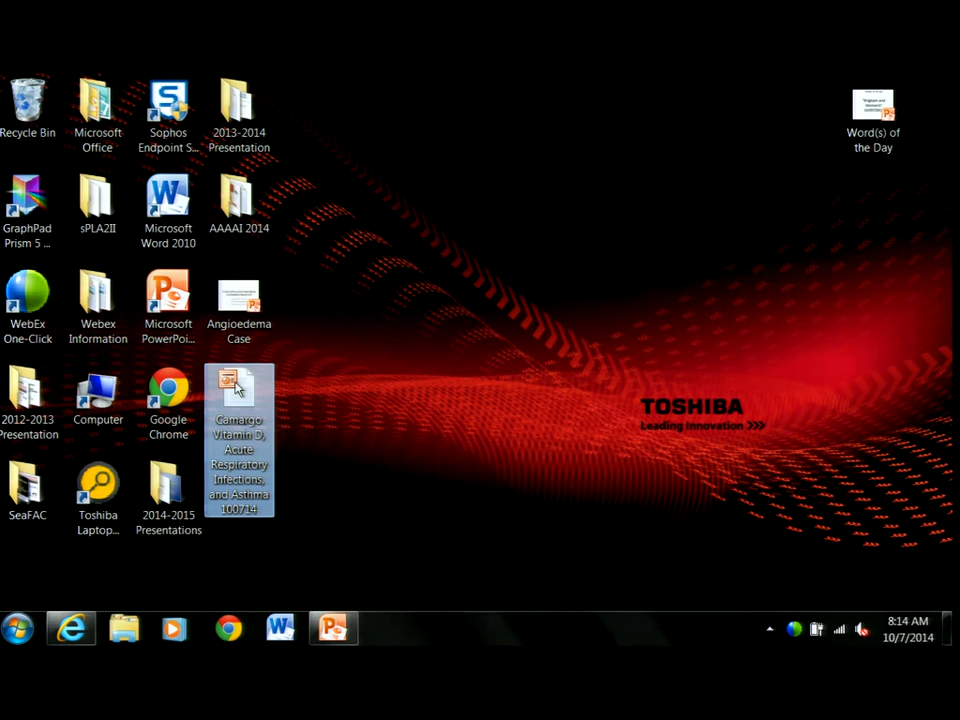 Recycle Bin
Microsoft
Office
Sophos
Endpoint S...
2013-2014
Presentation
Word(s) of
the Day
GraphPad
Prism 5 ...
sPLA2II
Microsoft
Word 2010
AAAAI 2014
WebEx
One-Click
Webex
Information
Microsoft
PowerPoi...
Angioedema
Case
2012-2013
Presentation
Computer
Google
Chrome
Camargo
Vitamin D,
Acute
Respiratory
Infections,
and Asthma
100714
TOSHIBA
Leading Innovation >>>
SeaFAC
Toshiba
Laptop...
2014-2015
Presentations
8:14 AM
10/7/2014